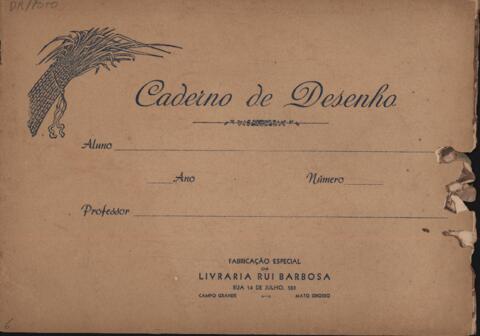 Caderno de Desenho
Aluno
Ano Número
Professor
FABRICAÇÃO ESPECIAL
DA
LIVRARIA RUI BARBOSA
RUA 14 DE JULHO,
CAMPO GRANDE MATO GROSSO
6